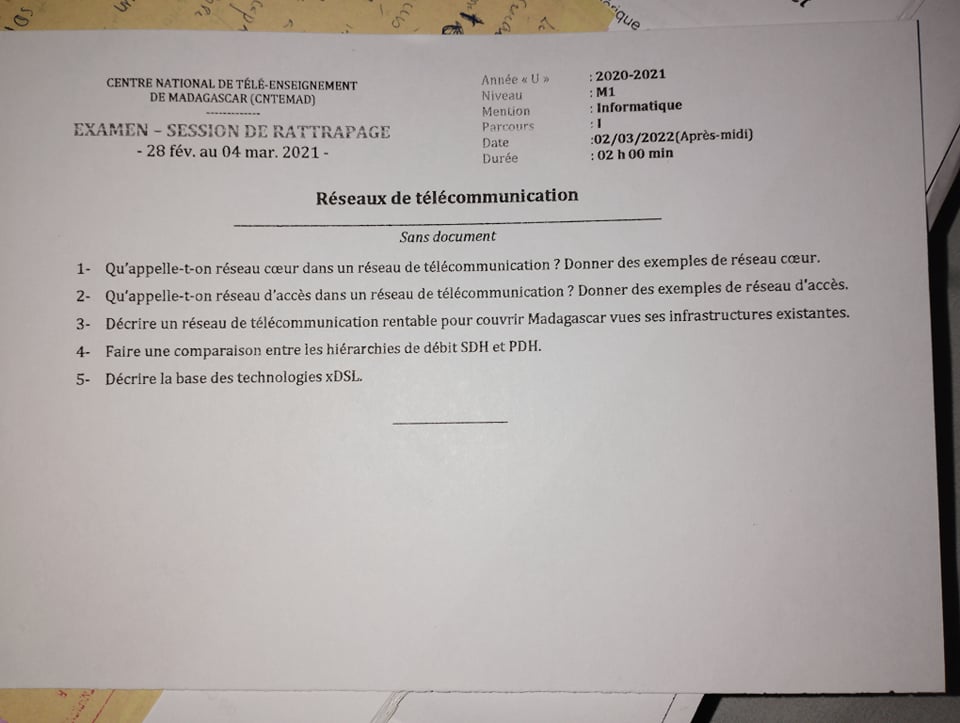 rique
CENTRE NATIONAL DE TÉLÉ-ENSEIGNEMENT
DE MADAGASCAR (CNTEMAD)
-------------
EXAMEN – SESSION DE RATTRAPAGE
- 28 fév. au 04 mar. 2021 -
Année « U » : 2020-2021
Niveau : M1
Mention : Informatique
Parcours : I
Date :02/03/2022(Après-midi)
Durée : 02 h 00 min
Réseaux de télécommunication
Sans document
1- Qu'appelle-t-on réseau cœur dans un réseau de télécommunication ? Donner des exemples de réseau cœur.
2- Qu'appelle-t-on réseau d'accès dans un réseau de télécommunication ? Donner des exemples de réseau d'accès.
3- Décrire un réseau de télécommunication rentable pour couvrir Madagascar vues ses infrastructures existantes.
4- Faire une comparaison entre les hiérarchies de débit SDH et PDH.
5- Décrire la base des technologies xDSL.